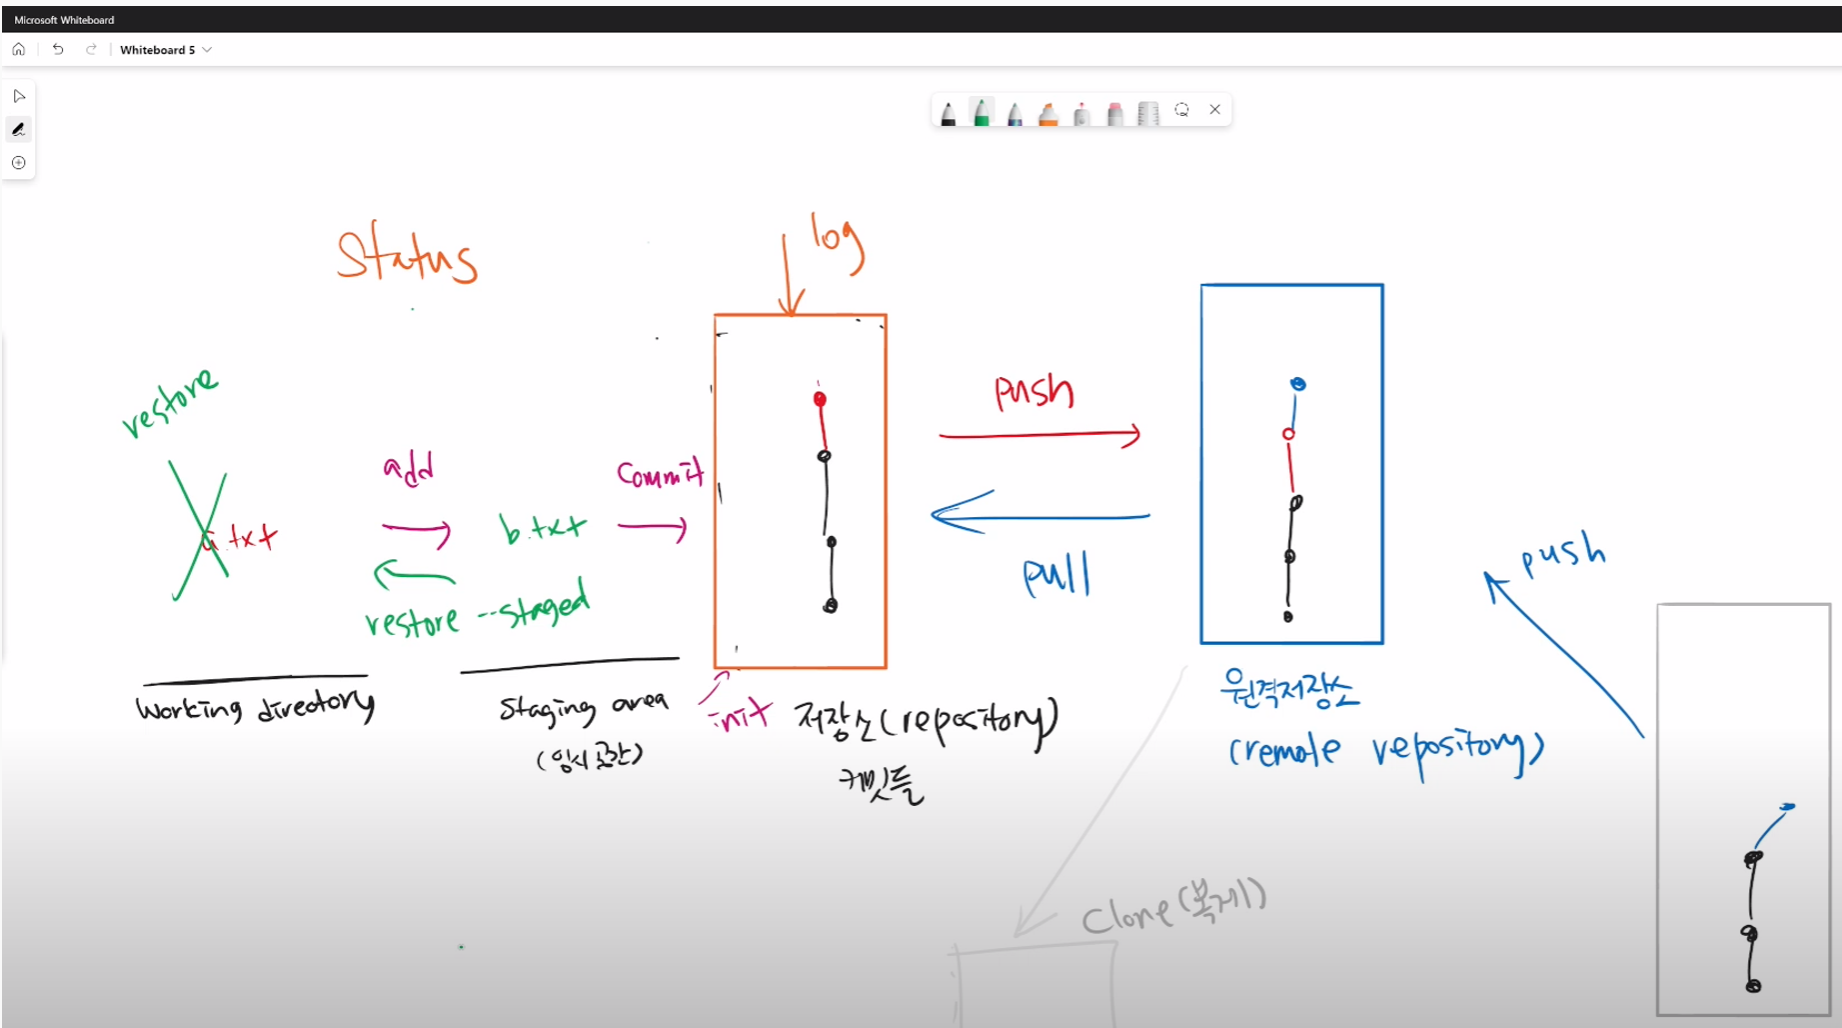 Microsoft Whiteboard
Whiteboard 5
Status
log
restore
push
add
Commit
a.txt
b.txt
pull
push
restore --staged
Working directory
Staging area
(임시공간)
init
저장소(repository)
커밋들
원격저장소
(remote repository)
Clone(복제)